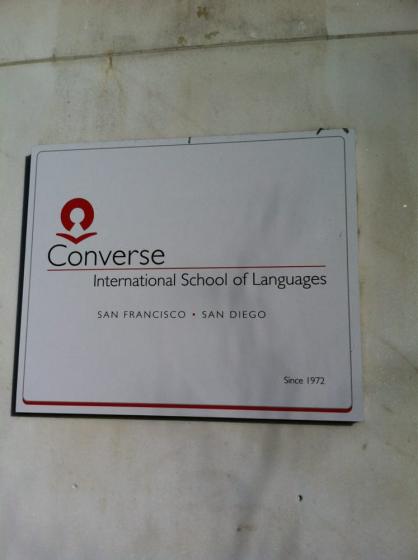 Converse
International School of Languages
SAN FRANCISCO • SAN DIEGO
Since 1972